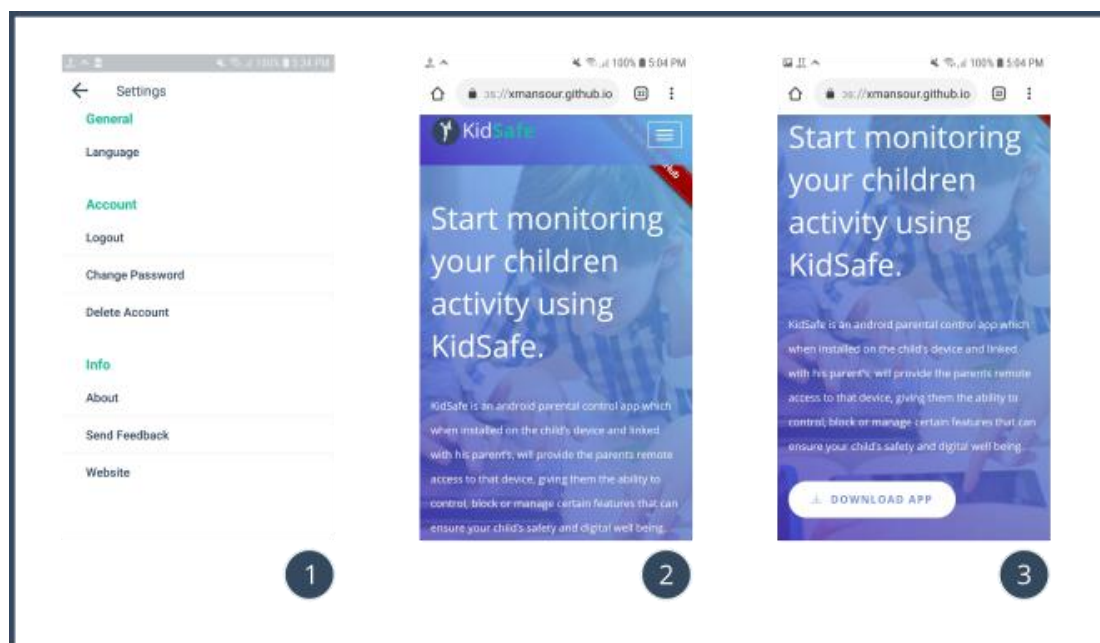 100% 5:34 PM
Settings
General
Language
Account
Logout
Change Password
Delete Account
Info
About
Send Feedback
Website
1
100% 5:04 PM
://xmansour.github.io
KidSafe
Start monitoring
your children
activity using
KidSafe.
KidSafe is an android parental control app which
when installed on the child's device and linked
with his parent's, will provide the parents remote
access to that device, giving them the ability to
control, block or manage certain features that can
ensure your child's safety and digital well being.
2
100% 5:04 PM
://xmansour.github.io
Start monitoring
your children
activity using
KidSafe.
KidSafe is an android parental control app which
when installed on the child's device and linked
with his parent's, will provide the parents remote
access to that device, giving them the ability to
control, block or manage certain features that can
ensure your child's safety and digital well being.
DOWNLOAD APP
3